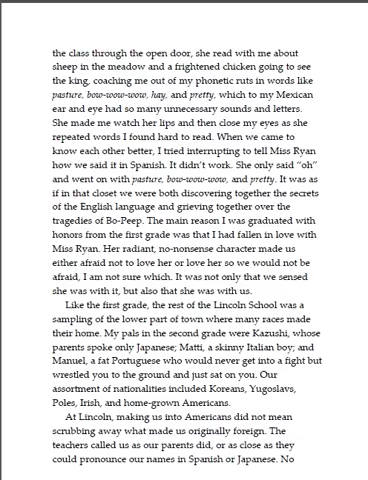 the class through the open door, she read with me about
sheep in the meadow and a frightened chicken going to see
the king, coaching me out of my phonetic ruts in words like
pasture, bow-wow-wow, hay, and pretty, which to my Mexican
ear and eye had so many unnecessary sounds and letters.
She made me watch her lips and then close my eyes as she
repeated words I found hard to read. When we came to
know each other better, I tried interrupting to tell Miss Ryan
how we said it in Spanish. It didn't work. She only said "oh"
and went on with pasture, bow-wow-wow, and pretty. It was as
if in that closet we were both discovering together the secrets
of the English language and grieving together over the
tragedies of Bo-Peep. The main reason I was graduated with
honors from the first grade was that I had fallen in love with
Miss Ryan. Her radiant, no-nonsense character made us
either afraid not to love her or love her so we would not be
afraid, I am not sure which. It was not only that we sensed
she was with it, but also that she was with us.
Like the first grade, the rest of the Lincoln School was a
sampling of the lower part of town where many races made
their home. My pals in the second grade were Kazushi, whose
parents spoke only Japanese; Matti, a skinny Italian boy; and
Manuel, a fat Portuguese who would never get into a fight but
wrestled you to the ground and just sat on you. Our
assortment of nationalities included Koreans, Yugoslavs,
Poles, Irish, and home-grown Americans.
At Lincoln, making us into Americans did not mean
scrubbing away what made us originally foreign. The
teachers called us as our parents did, or as close as they
could pronounce our names in Spanish or Japanese. No